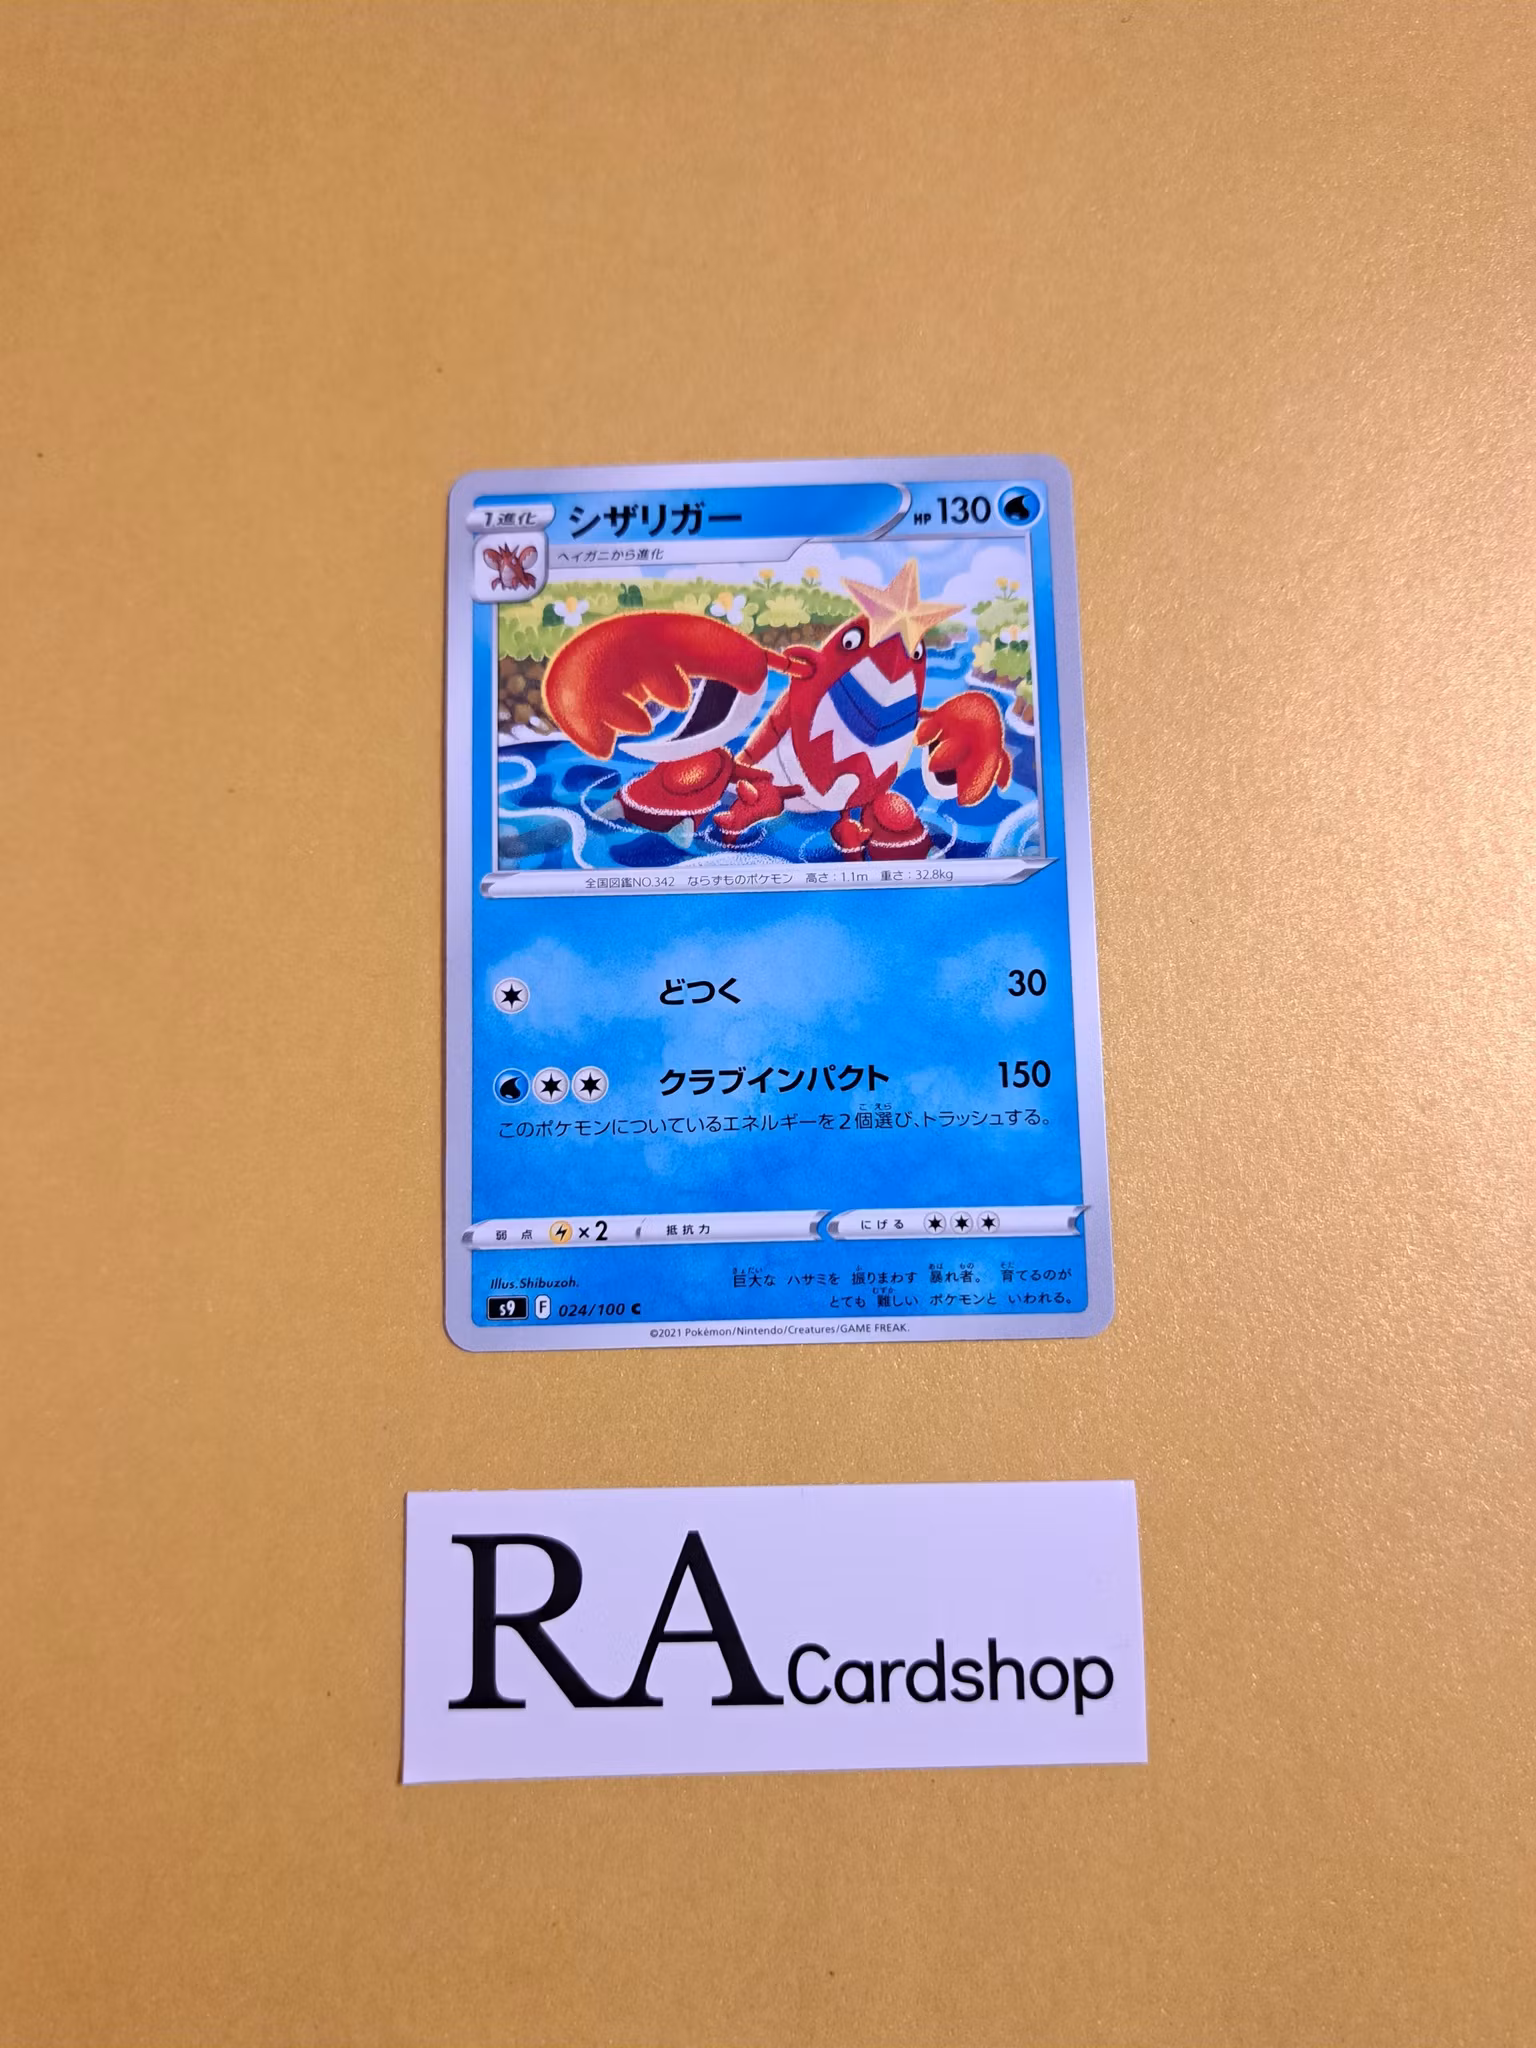 1進化
シザリガー
HP 130
ヘイガニから進化
全国図鑑NO.342 ならずものポケモン 高さ：1.1m 重さ：32.8kg
どつく 30
クラブインパクト 150
このポケモンについているエネルギーを2個選び、トラッシュする。
弱点 ×2 抵抗力 にげる
Illus.Shibuzoh.
巨大な ハサミを 振りまわす 暴れ者。 育てるのが
とても 難しい ポケモンと いわれる。
s9 F 024/100 C
©2021 Pokémon/Nintendo/Creatures/GAME FREAK.
RA Cardshop